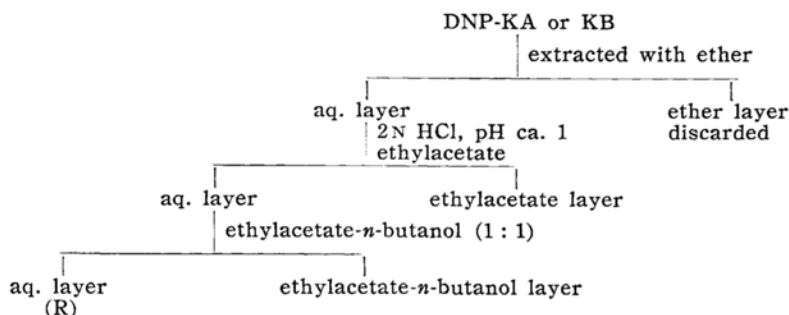 DNP-KA or KB
extracted with ether
aq. layer
ether layer
2N HCl, pH ca. 1
discarded
ethylacetate
aq. layer
ethylacetate layer
ethylacetate-n-butanol (1 : 1)
aq. layer
ethylacetate-n-butanol layer
(R)